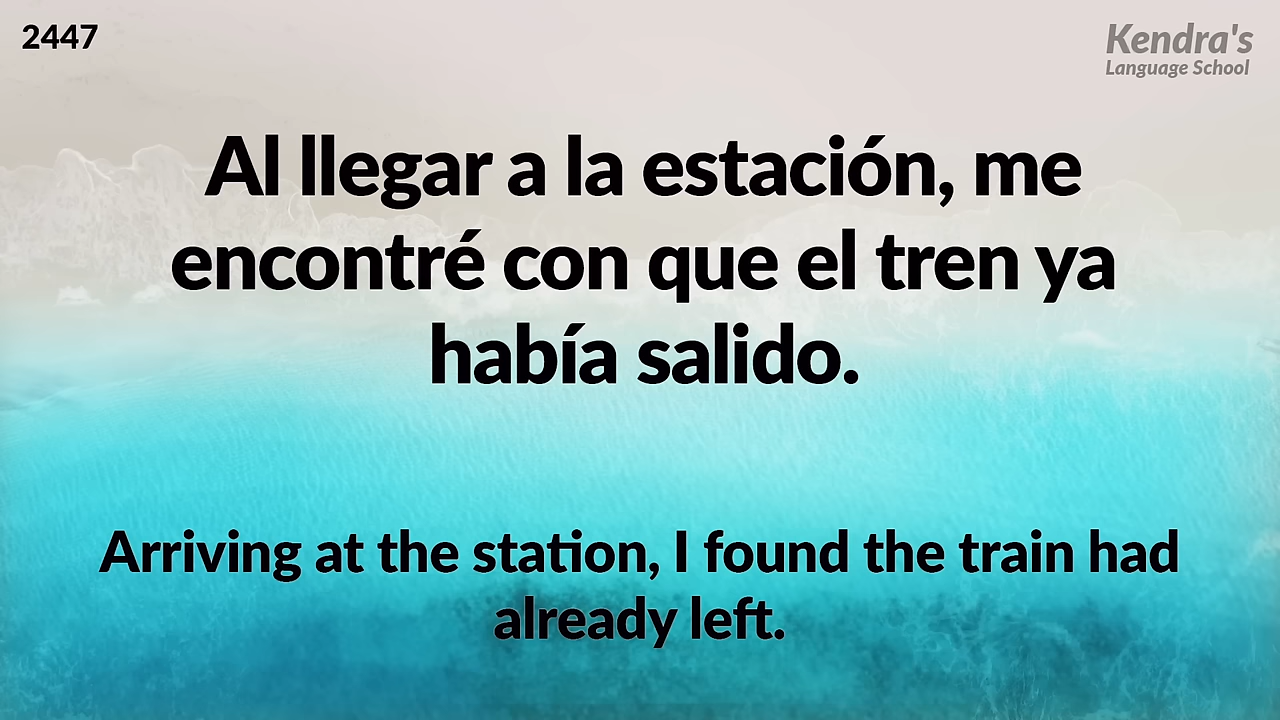 2447
Kendra's
Language School
Al llegar a la estación, me
encontré con que el tren ya
había salido.
Arriving at the station, I found the train had
already left.